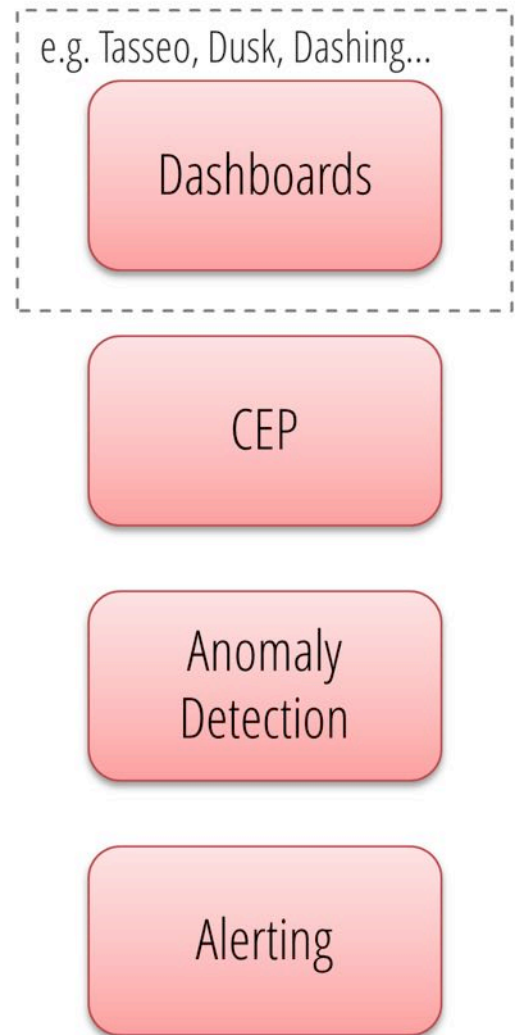 e.g. Tasseo, Dusk, Dashing...
Dashboards
CEP
Anomaly
Detection
Alerting